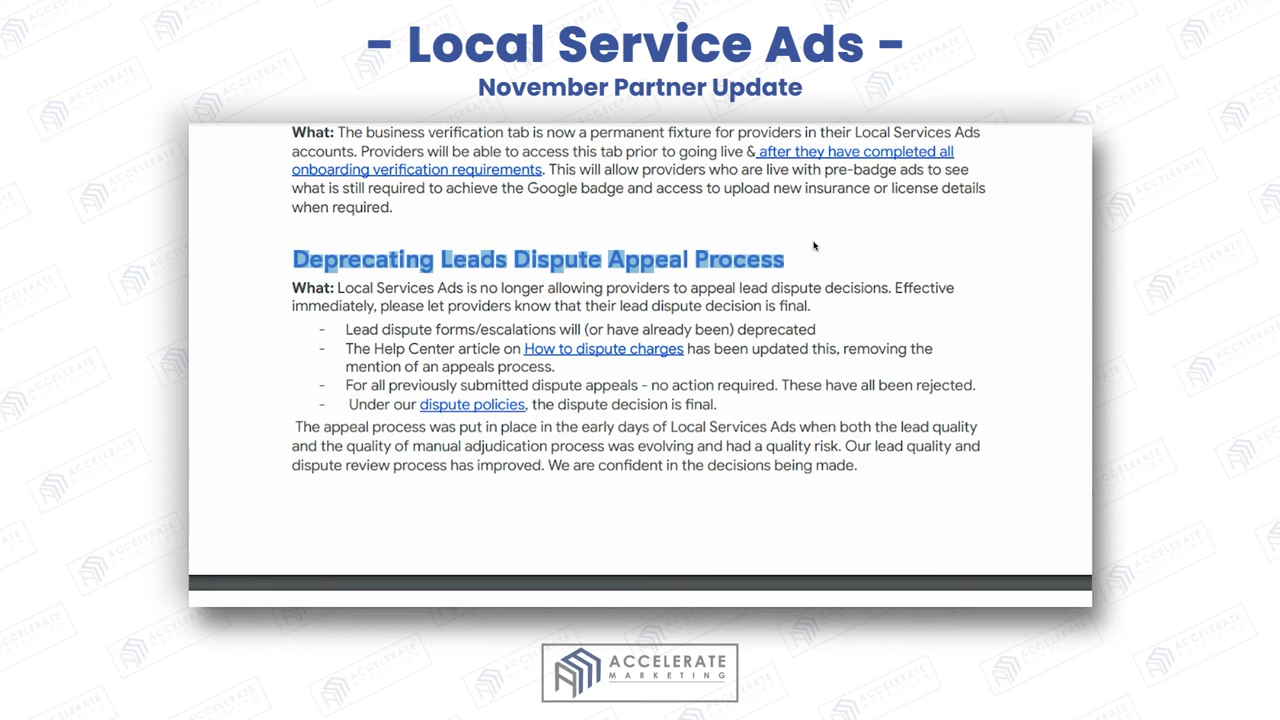 - Local Service Ads -
November Partner Update
What: The business verification tab is now a permanent fixture for providers in their Local Services Ads
accounts. Providers will be able to access this tab prior to going live & after they have completed all
onboarding verification requirements. This will allow providers who are live with pre-badge ads to see
what is still required to achieve the Google badge and access to upload new insurance or license details
when required.
Deprecating Leads Dispute Appeal Process
What: Local Services Ads is no longer allowing providers to appeal lead dispute decisions. Effective
immediately, please let providers know that their lead dispute decision is final.
- Lead dispute forms/escalations will (or have already been) deprecated
- The Help Center article on How to dispute charges has been updated this, removing the
mention of an appeals process.
- For all previously submitted dispute appeals - no action required. These have all been rejected.
- Under our dispute policies, the dispute decision is final.
The appeal process was put in place in the early days of Local Services Ads when both the lead quality
and the quality of manual adjudication process was evolving and had a quality risk. Our lead quality and
dispute review process has improved. We are confident in the decisions being made.
ACCELERATE
MARKETING